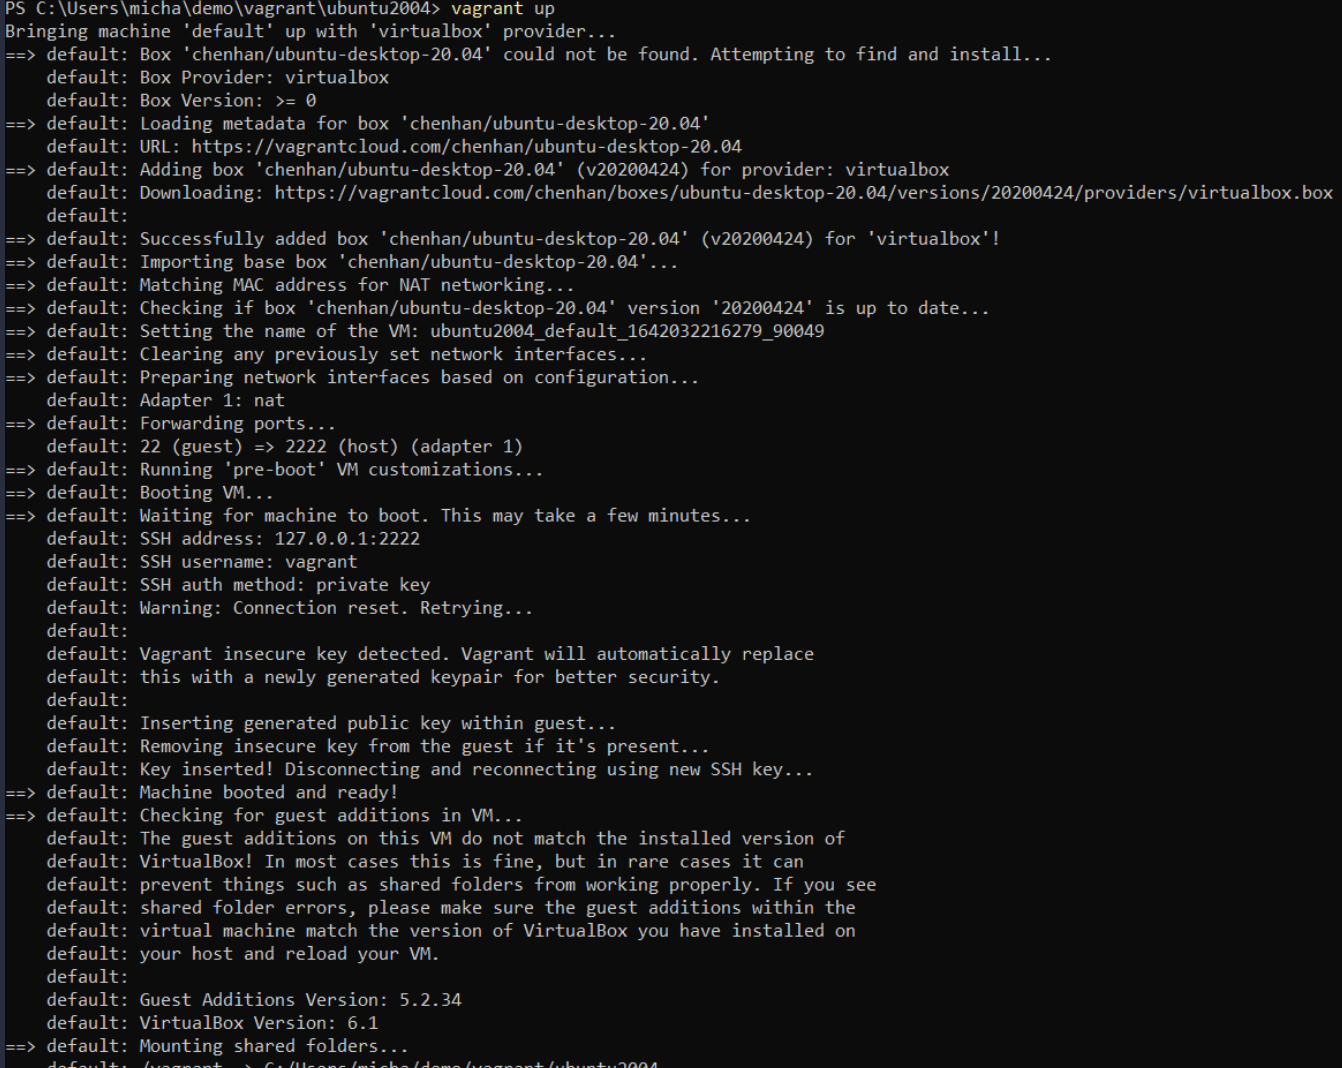 PS C:\Users\micha\demo\vagrant\ubuntu2004> vagrant up
Bringing machine 'default' up with 'virtualbox' provider...
==> default: Box 'chenhan/ubuntu-desktop-20.04' could not be found. Attempting to find and install...
    default: Box Provider: virtualbox
    default: Box Version: >= 0
==> default: Loading metadata for box 'chenhan/ubuntu-desktop-20.04'
    default: URL: https://vagrantcloud.com/chenhan/ubuntu-desktop-20.04
==> default: Adding box 'chenhan/ubuntu-desktop-20.04' (v20200424) for provider: virtualbox
    default: Downloading: https://vagrantcloud.com/chenhan/boxes/ubuntu-desktop-20.04/versions/20200424/providers/virtualbox.box
    default:
==> default: Successfully added box 'chenhan/ubuntu-desktop-20.04' (v20200424) for 'virtualbox'!
==> default: Importing base box 'chenhan/ubuntu-desktop-20.04'...
==> default: Matching MAC address for NAT networking...
==> default: Checking if box 'chenhan/ubuntu-desktop-20.04' version '20200424' is up to date...
==> default: Setting the name of the VM: ubuntu2004_default_1642032216279_90049
==> default: Clearing any previously set network interfaces...
==> default: Preparing network interfaces based on configuration...
    default: Adapter 1: nat
==> default: Forwarding ports...
    default: 22 (guest) => 2222 (host) (adapter 1)
==> default: Running 'pre-boot' VM customizations...
==> default: Booting VM...
==> default: Waiting for machine to boot. This may take a few minutes...
    default: SSH address: 127.0.0.1:2222
    default: SSH username: vagrant
    default: SSH auth method: private key
    default: Warning: Connection reset. Retrying...
    default:
    default: Vagrant insecure key detected. Vagrant will automatically replace
    default: this with a newly generated keypair for better security.
    default:
    default: Inserting generated public key within guest...
    default: Removing insecure key from the guest if it's present...
    default: Key inserted! Disconnecting and reconnecting using new SSH key...
==> default: Machine booted and ready!
==> default: Checking for guest additions in VM...
    default: The guest additions on this VM do not match the installed version of
    default: VirtualBox! In most cases this is fine, but in rare cases it can
    default: prevent things such as shared folders from working properly. If you see
    default: shared folder errors, please make sure the guest additions within the
    default: virtual machine match the version of VirtualBox you have installed on
    default: your host and reload your VM.
    default:
    default: Guest Additions Version: 5.2.34
    default: VirtualBox Version: 6.1
==> default: Mounting shared folders...
    default: /vagrant => C:/Users/micha/demo/vagrant/ubuntu2004